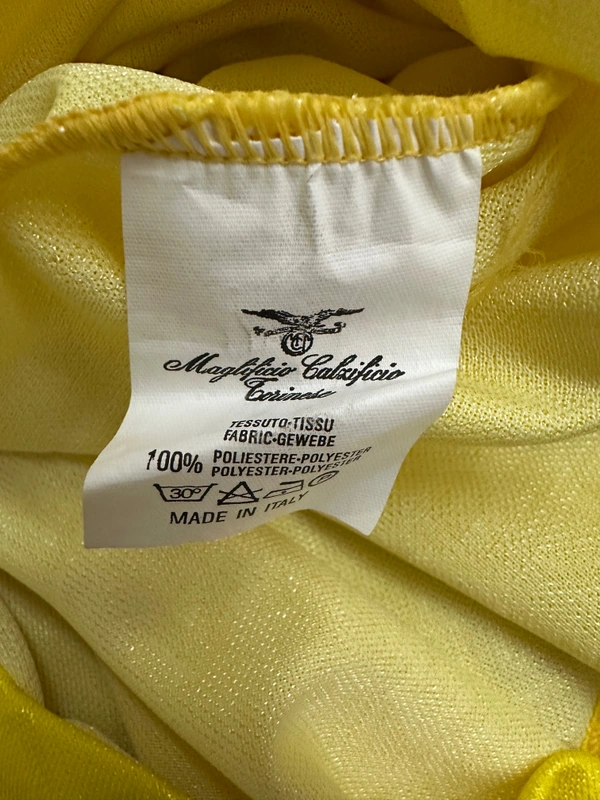 Maglificio Calzificio
Torinese
TESSUTO·TISSU
FABRIC·GEWEBE
100% POLIESTERE·POLYESTER
POLYESTER·POLYESTER
30°
P
MADE IN ITALY